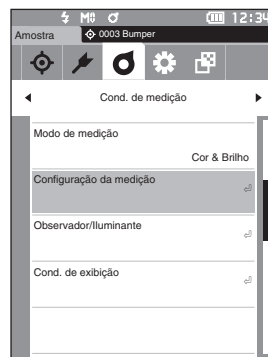 M 12:34
Amostra 0003 Bumper
Cond. de medição
Modo de medição
Cor & Brilho
Configuração da medição
Observador/Iluminante
Cond. de exibição